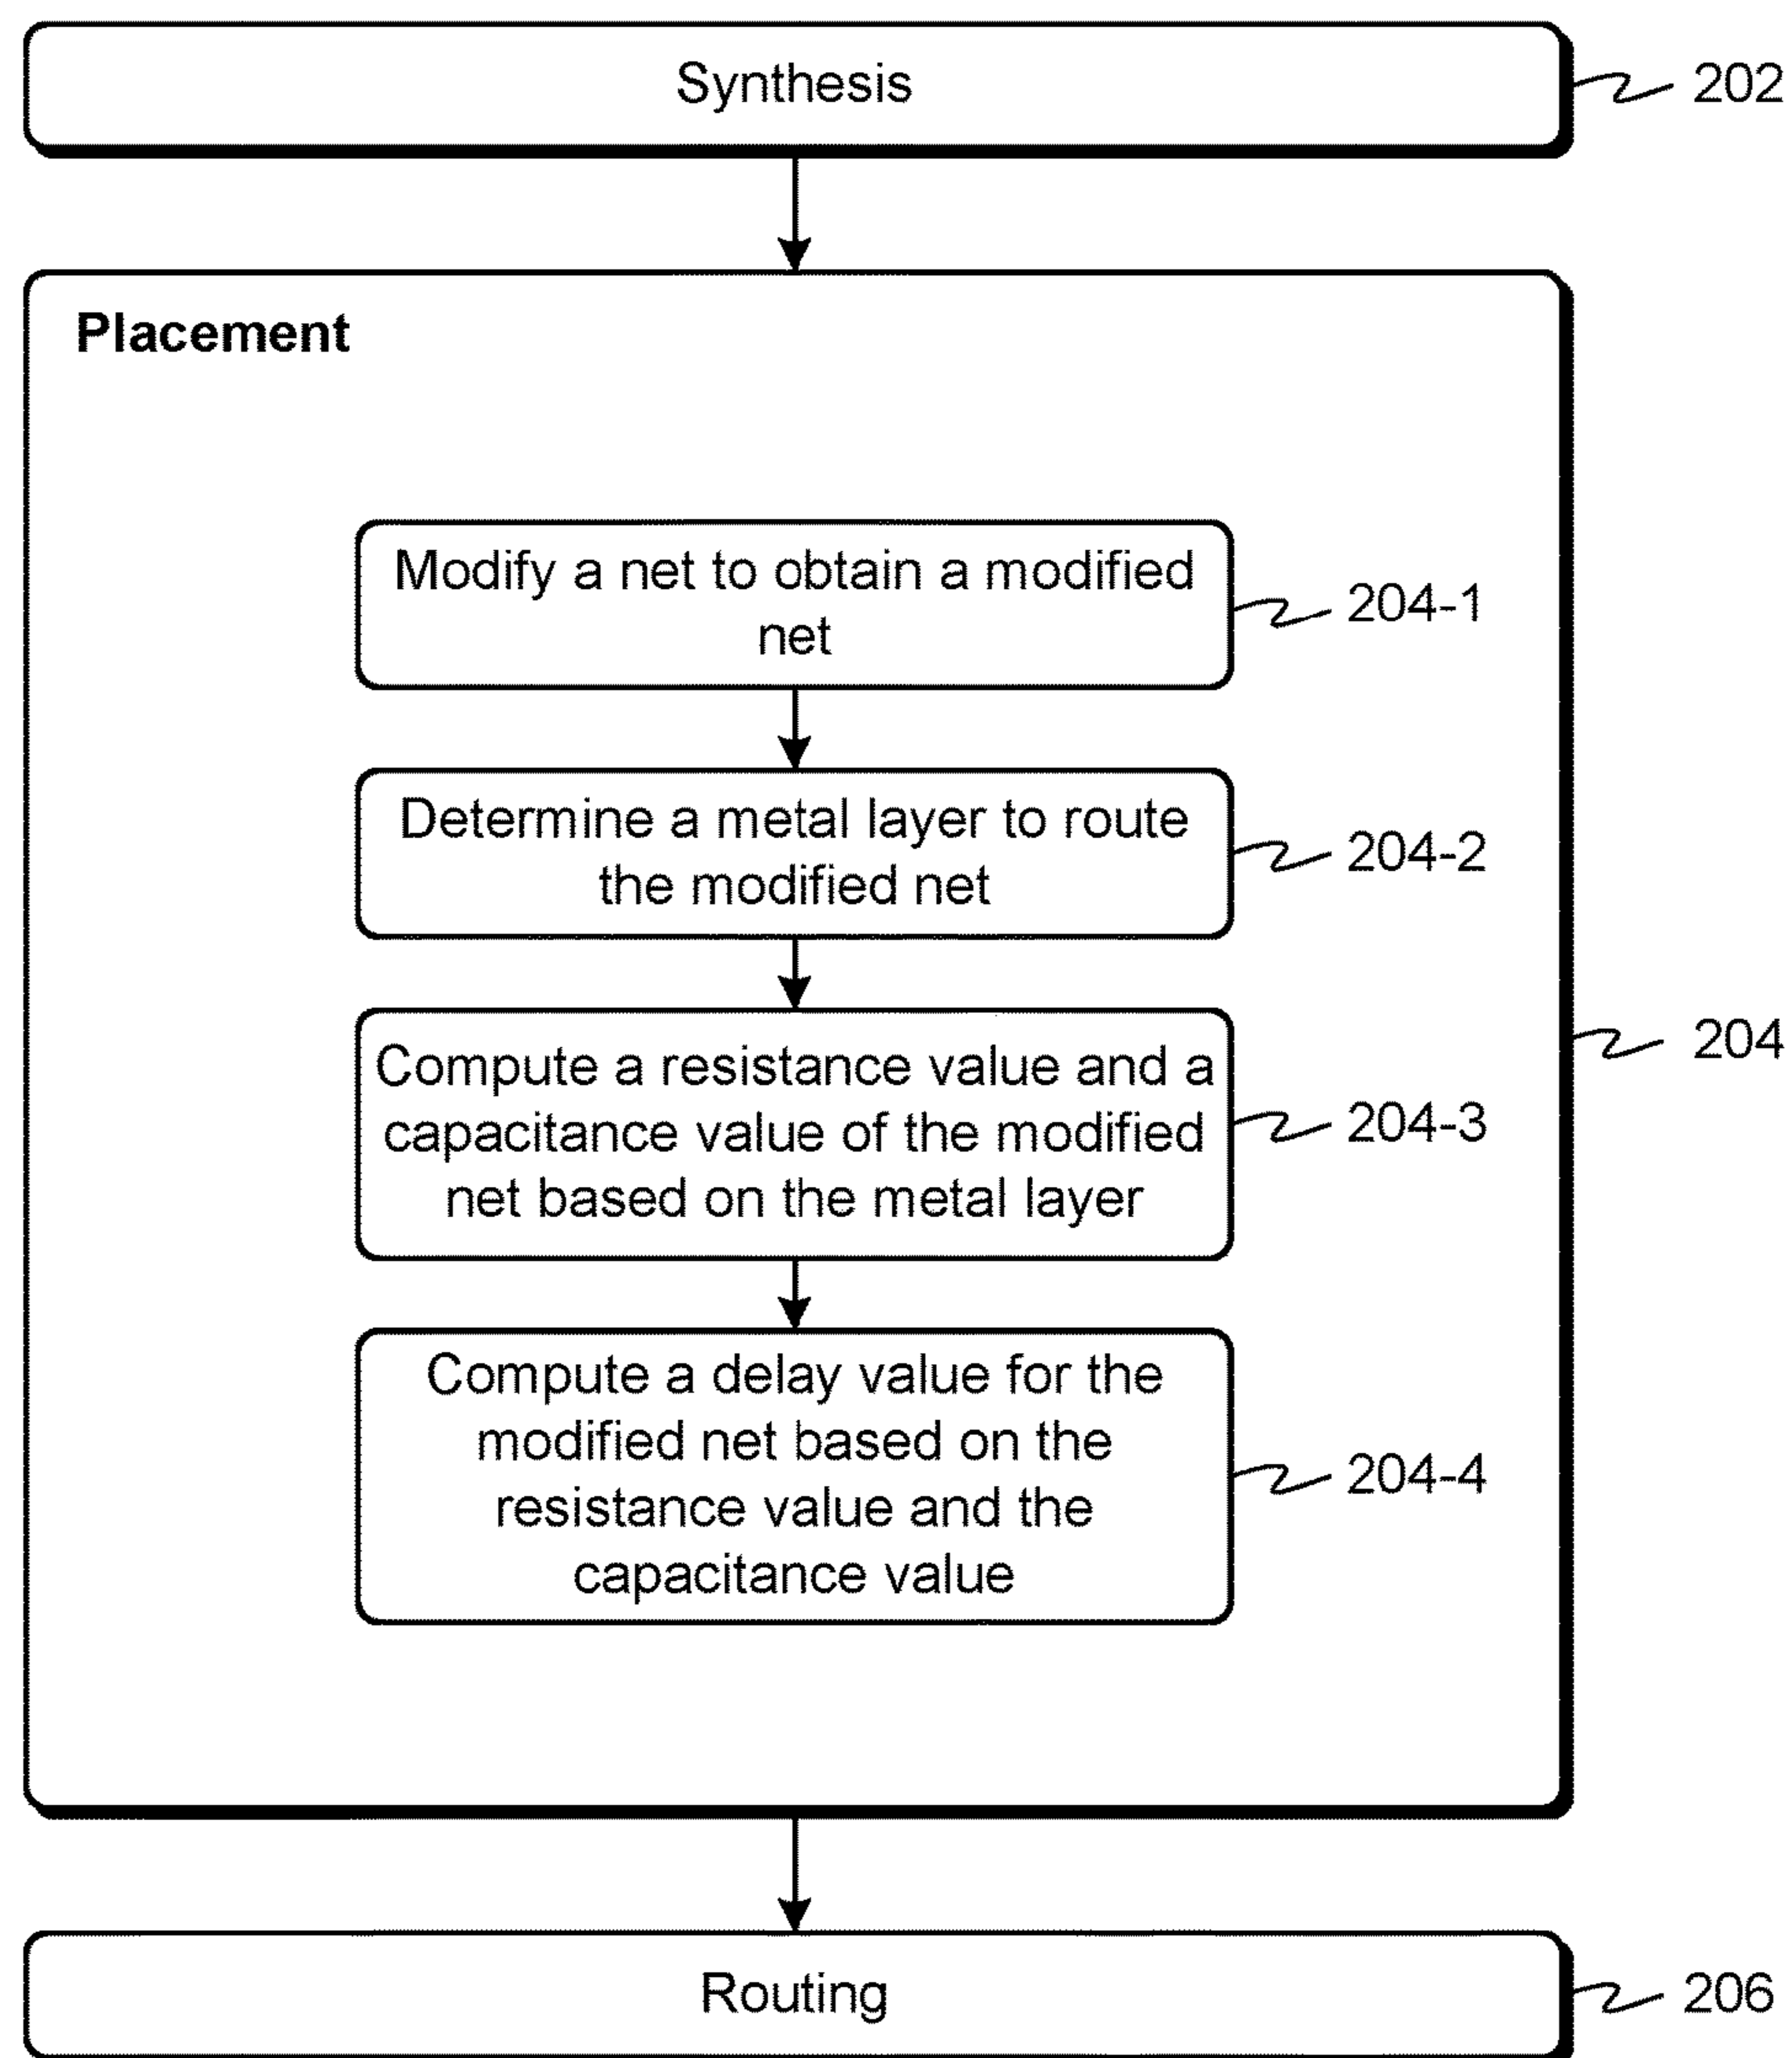 Synthesis
202
Placement
Modify a net to obtain a modified
net
204-1
Determine a metal layer to route
the modified net
204-2
Compute a resistance value and a
capacitance value of the modified
net based on the metal layer
204-3
204
Compute a delay value for the
modified net based on the
resistance value and the
capacitance value
204-4
Routing
206